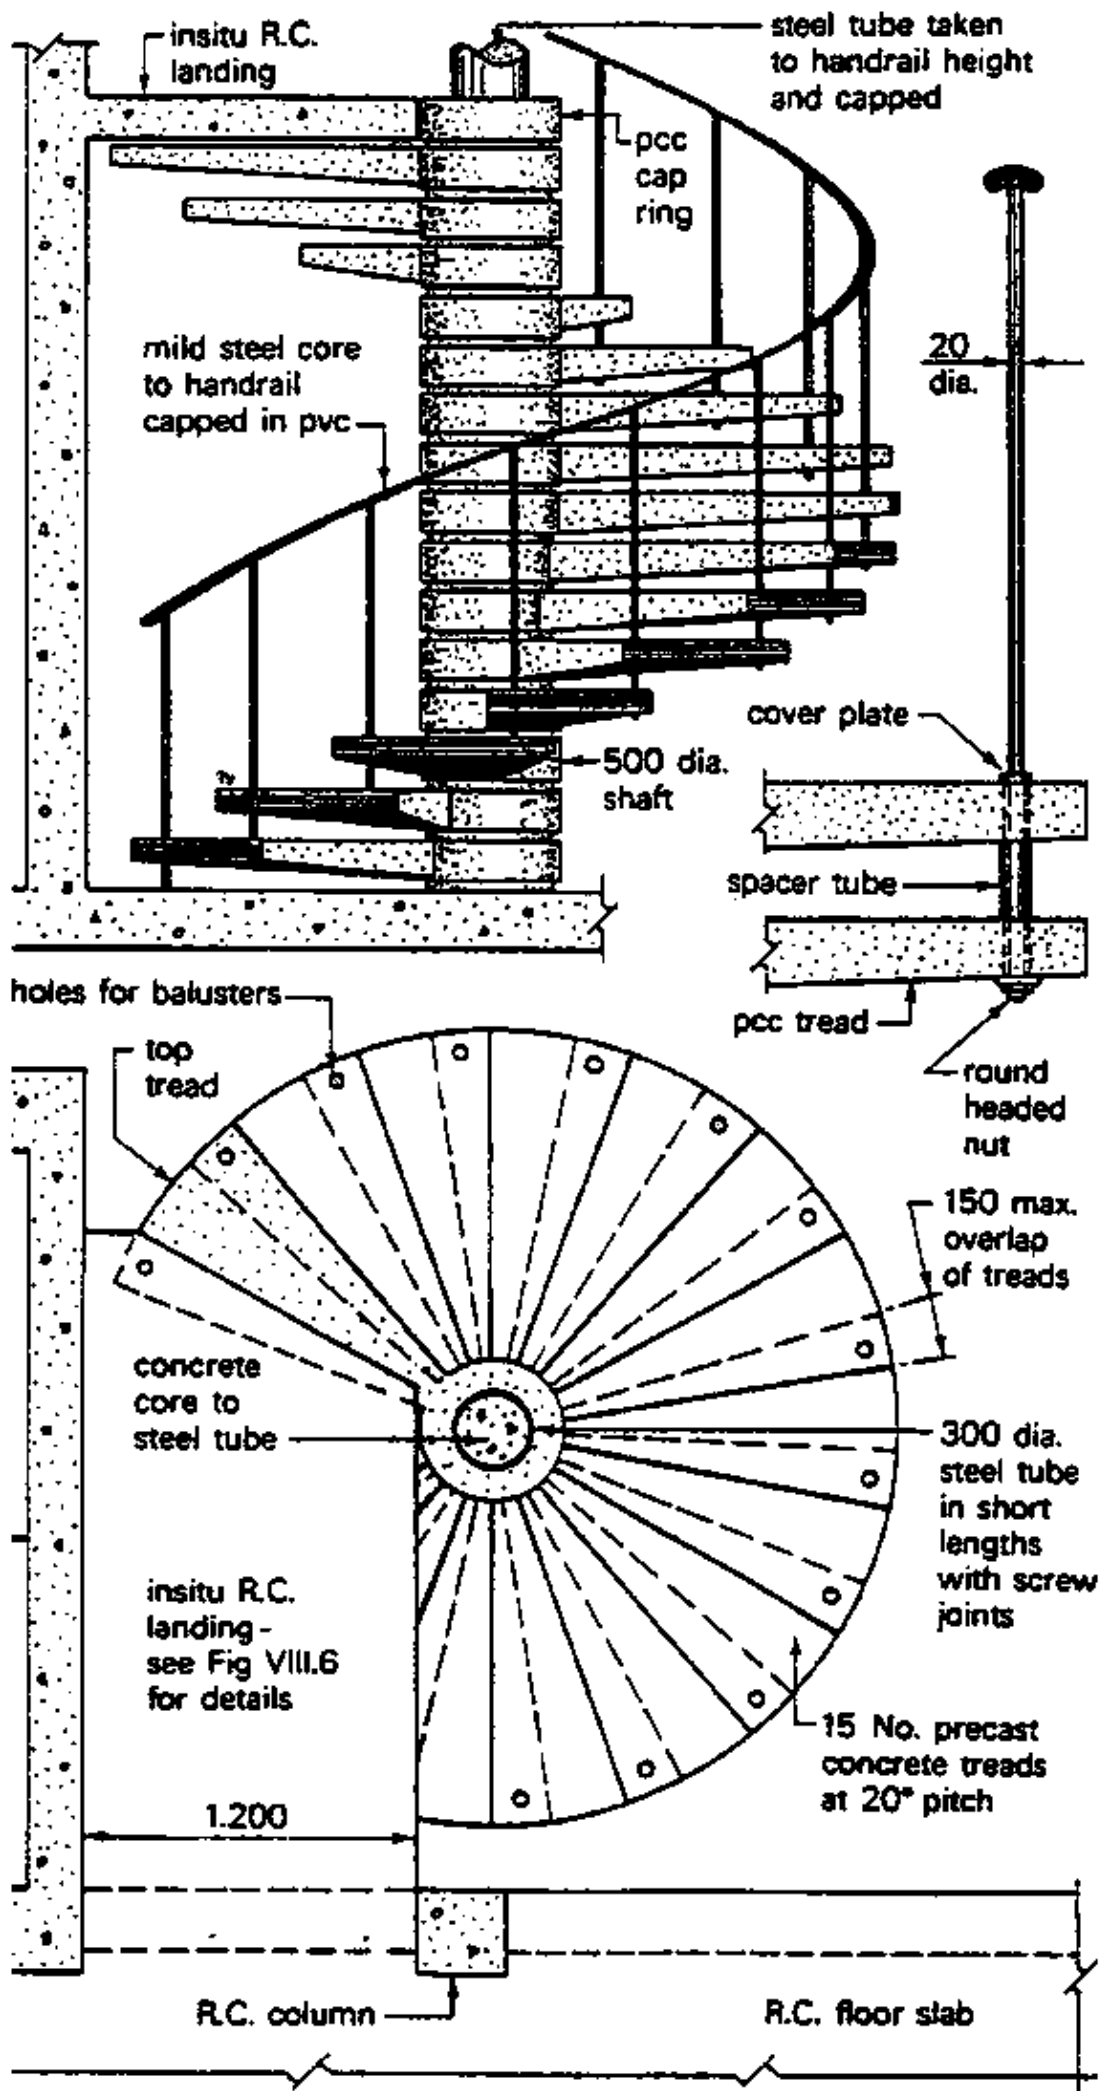 insitu R.C.
landing
steel tube taken
to handrail height
and capped
pcc
cap
ring
mild steel core
to handrail
capped in pvc
20
dia.
cover plate
500 dia.
shaft
spacer tube
pcc tread
round
headed
nut
holes for balusters
top
tread
150 max.
overlap
of treads
concrete
core to
steel tube
300 dia.
steel tube
in short
lengths
with screw
joints
insitu R.C.
landing -
see Fig VIII.6
for details
15 No. precast
concrete treads
at 20° pitch
1.200
R.C. column
R.C. floor slab